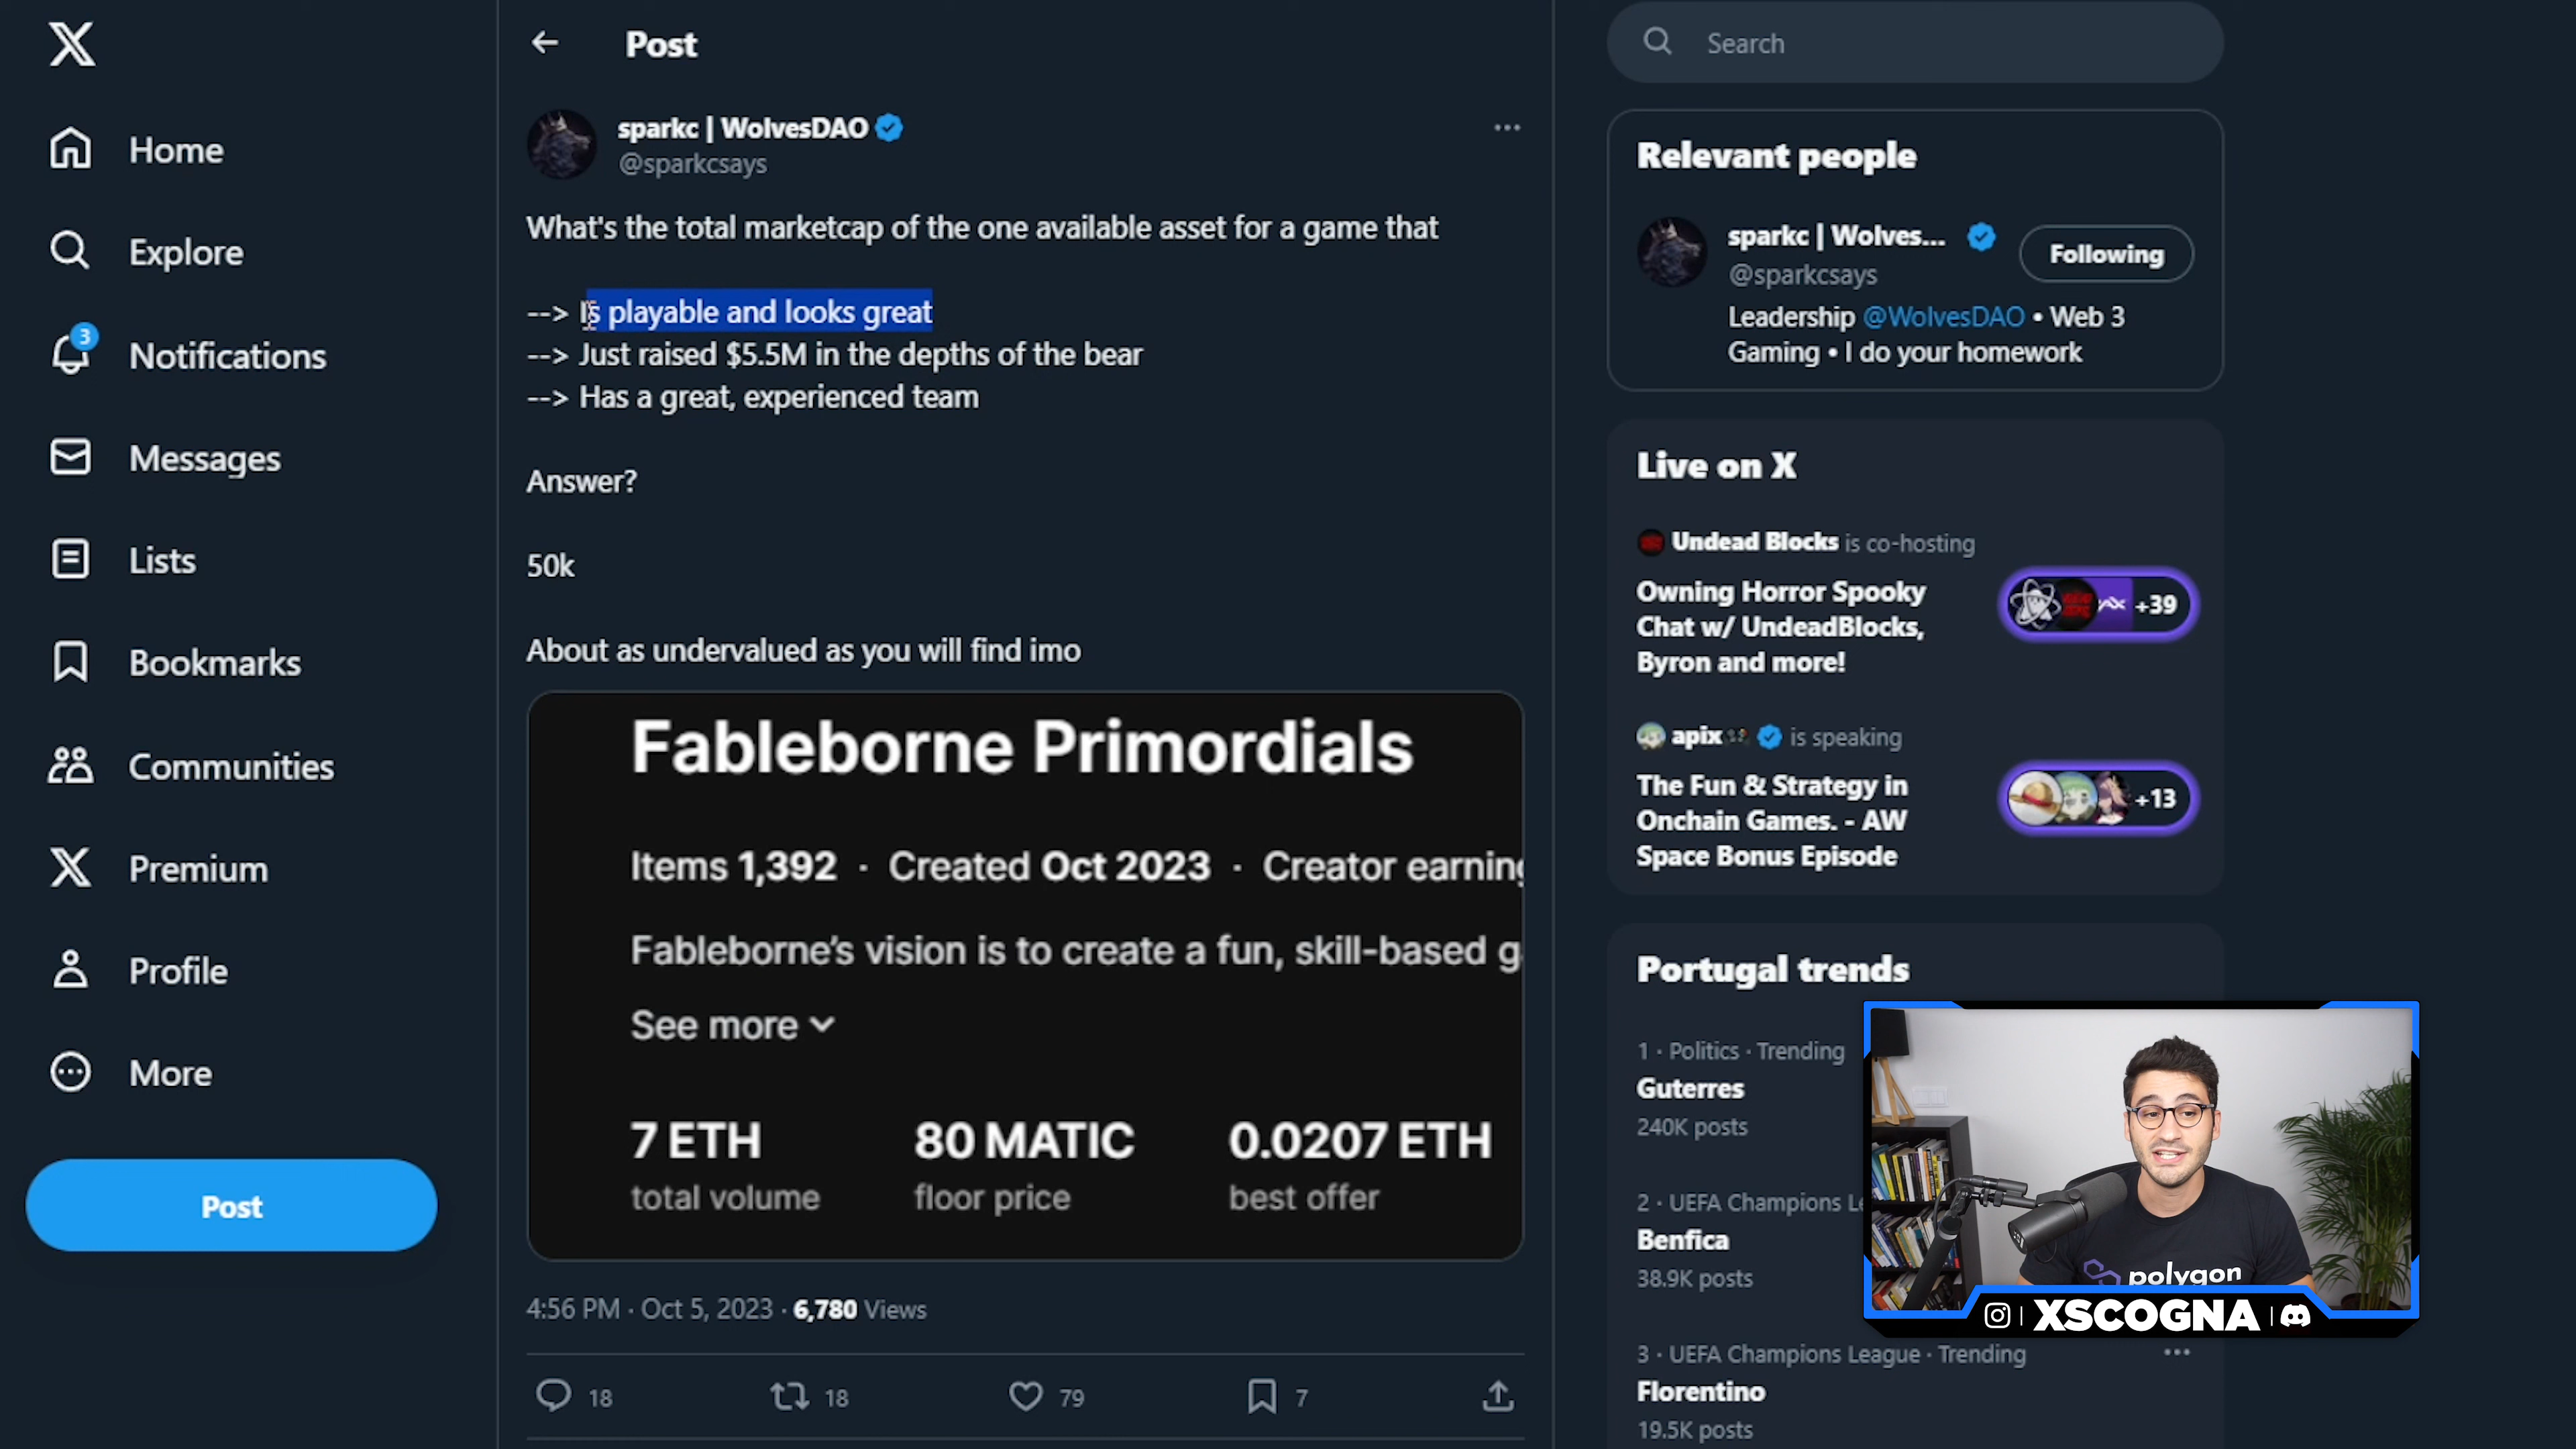 Home
Explore
3
Notifications
Messages
Lists
Bookmarks
Communities
Premium
Profile
More
Post
Post
sparkc | WolvesDAO
@sparkcsays
What's the total marketcap of the one available asset for a game that
--> Is playable and looks great
--> Just raised $5.5M in the depths of the bear
--> Has a great, experienced team
Answer?
50k
About as undervalued as you will find imo
Fableborne Primordials
Items 1,392 · Created Oct 2023 · Creator earning
Fableborne's vision is to create a fun, skill-based g
See more
7 ETH
total volume
80 MATIC
floor price
0.0207 ETH
best offer
4:56 PM · Oct 5, 2023 · 6,780 Views
18
18
79
7
Search
Relevant people
sparkc | Wolves...
@sparkcsays
Following
Leadership @WolvesDAO • Web 3
Gaming • I do your homework
Live on X
Undead Blocks is co-hosting
Owning Horror Spooky
Chat w/ UndeadBlocks,
Byron and more!
+39
apix is speaking
The Fun & Strategy in
Onchain Games. - AW
Space Bonus Episode
+13
Portugal trends
1 · Politics · Trending
Guterres
240K posts
2 · UEFA Champions Le
Benfica
38.9K posts
3 · UEFA Champions League · Trending
Florentino
19.5K posts
polygon
XSCOGNA